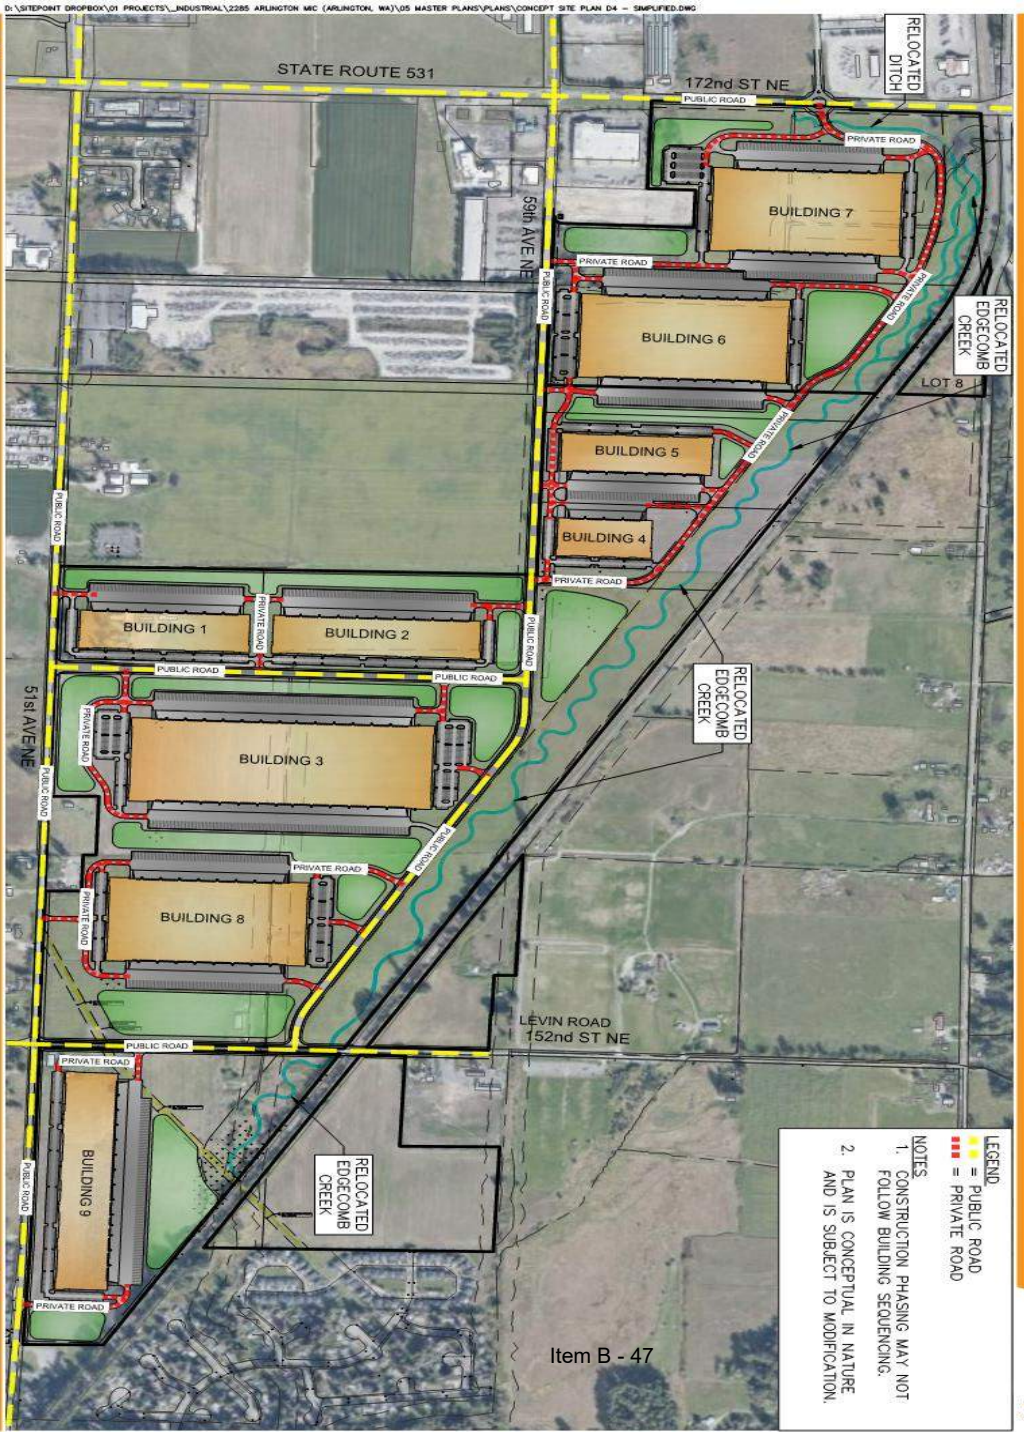 D:\SITEPOINT DROPBOX\01 PROJECTS\_INDUSTRIAL\2285 ARLINGTON MIC (ARLINGTON, WA)\05 MASTER PLANS\PLANS\CONCEPT SITE PLAN D4 - SIMPLIFIED.DWG
STATE ROUTE 531
172nd ST NE
PUBLIC ROAD
RELOCATED
DITCH
PRIVATE ROAD
BUILDING 7
59th AVE NE
PRIVATE ROAD
PUBLIC ROAD
PRIVATE ROAD
RELOCATED
EDGECOMB
CREEK
BUILDING 6
LOT 8
PRIVATE ROAD
BUILDING 5
PUBLIC ROAD
BUILDING 4
PRIVATE ROAD
BUILDING 1
PRIVATE ROAD
BUILDING 2
PUBLIC ROAD
PUBLIC ROAD
PUBLIC ROAD
RELOCATED
EDGECOMB
CREEK
51st AVE NE
PRIVATE ROAD
BUILDING 3
PUBLIC ROAD
PUBLIC ROAD
PRIVATE ROAD
PRIVATE ROAD
BUILDING 8
LEVIN ROAD
152nd ST NE
PUBLIC ROAD
PRIVATE ROAD
BUILDING 9
PUBLIC ROAD
RELOCATED
EDGECOMB
CREEK
PRIVATE ROAD
LEGEND
= PUBLIC ROAD
= PRIVATE ROAD
NOTES
1. CONSTRUCTION PHASING MAY NOT
FOLLOW BUILDING SEQUENCING.
2. PLAN IS CONCEPTUAL IN NATURE
AND IS SUBJECT TO MODIFICATION.
Item B - 47